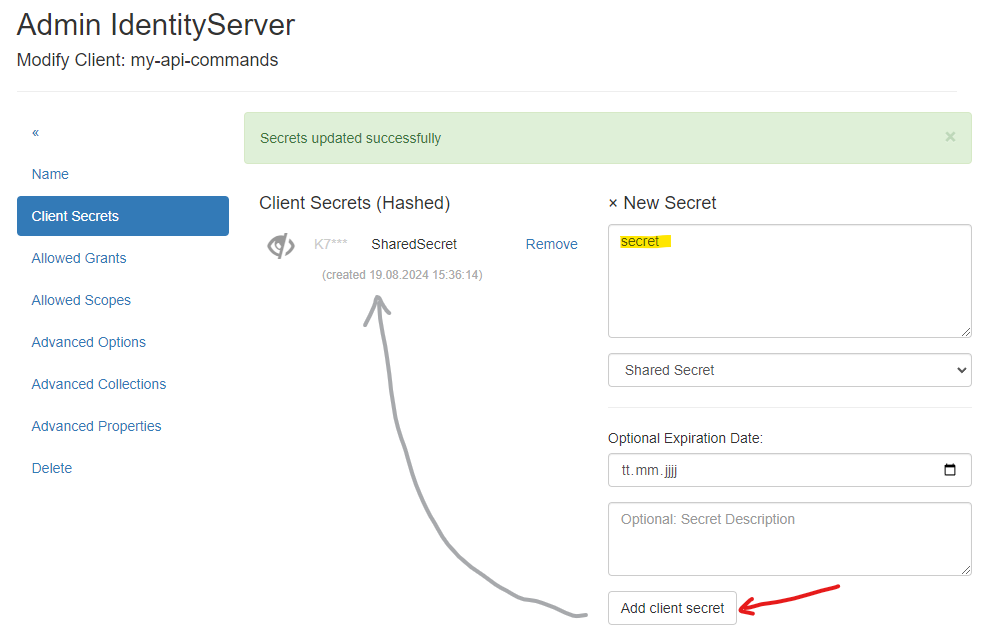 Admin IdentityServer
Modify Client: my-api-commands
«
Name
Client Secrets
Allowed Grants
Allowed Scopes
Advanced Options
Advanced Collections
Advanced Properties
Delete
Secrets updated successfully ×
Client Secrets (Hashed)
K7*** SharedSecret Remove
(created 19.08.2024 15:36:14)
× New Secret
secret
Shared Secret
Optional Expiration Date:
tt.mm.jjjj
Optional: Secret Description
Add client secret